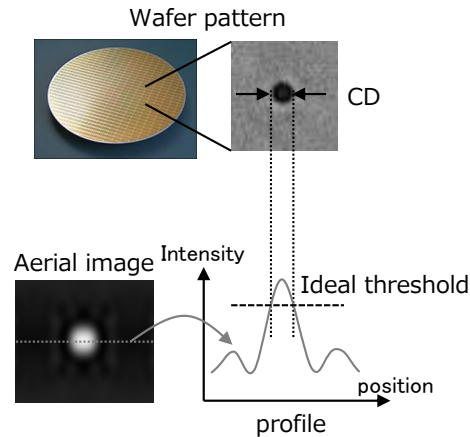 Wafer pattern
CD
Aerial image
Intensity
Ideal threshold
position
profile